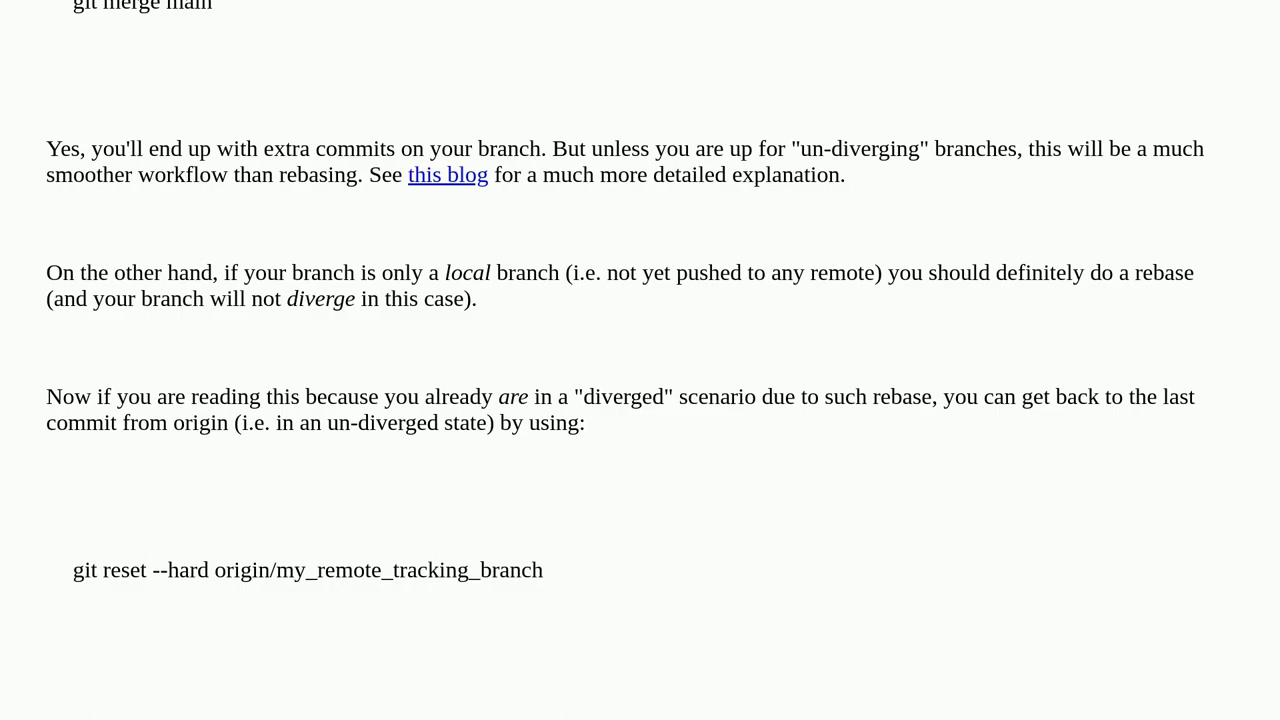 git merge main
Yes, you'll end up with extra commits on your branch. But unless you are up for "un-diverging" branches, this will be a much
smoother workflow than rebasing. See this blog for a much more detailed explanation.
On the other hand, if your branch is only a local branch (i.e. not yet pushed to any remote) you should definitely do a rebase
(and your branch will not diverge in this case).
Now if you are reading this because you already are in a "diverged" scenario due to such rebase, you can get back to the last
commit from origin (i.e. in an un-diverged state) by using:
git reset --hard origin/my_remote_tracking_branch